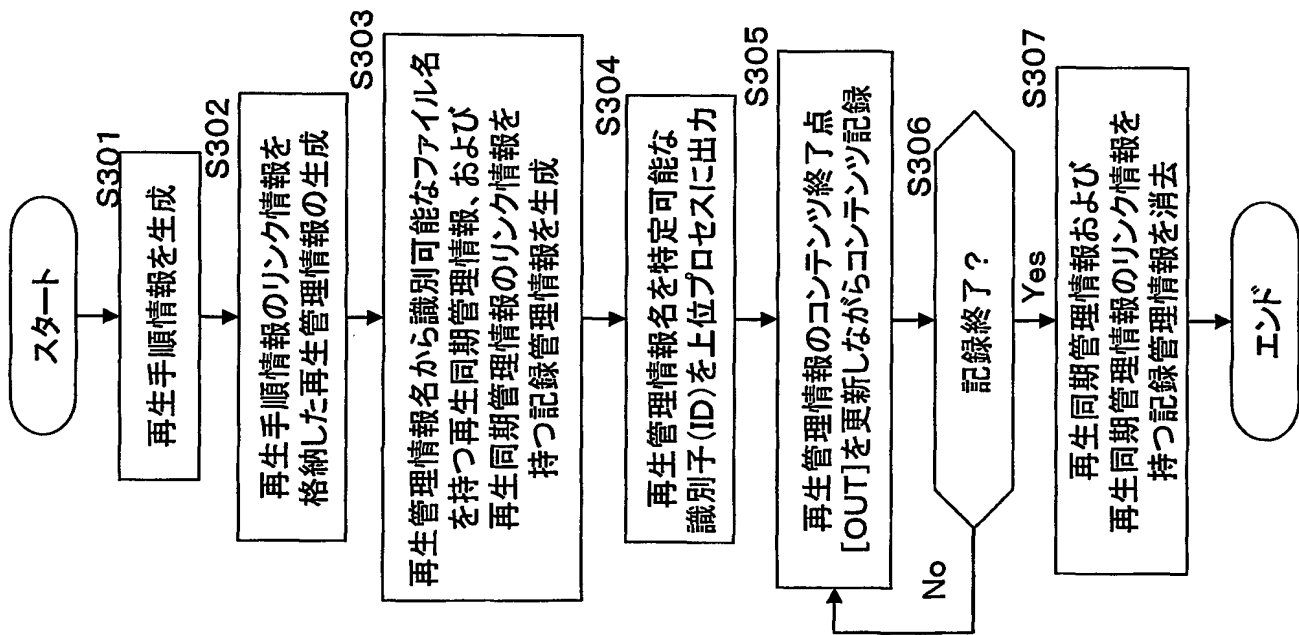 スタート
S301
再生手順情報を生成
S302
再生手順情報のリンク情報を
格納した再生管理情報の生成
S303
再生管理情報名から識別可能なファイル名
を持つ再生同期管理情報、および
再生同期管理情報のリンク情報を
持つ記録管理情報を生成
S304
再生管理情報名を特定可能な
識別子(ID)を上位プロセスに出力
S305
再生管理情報のコンテンツ終了点
[OUT]を更新しながらコンテンツ記録
S306
記録終了?
No
Yes
S307
再生同期管理情報および
再生同期管理情報のリンク情報を
持つ記録管理情報を消去
エンド